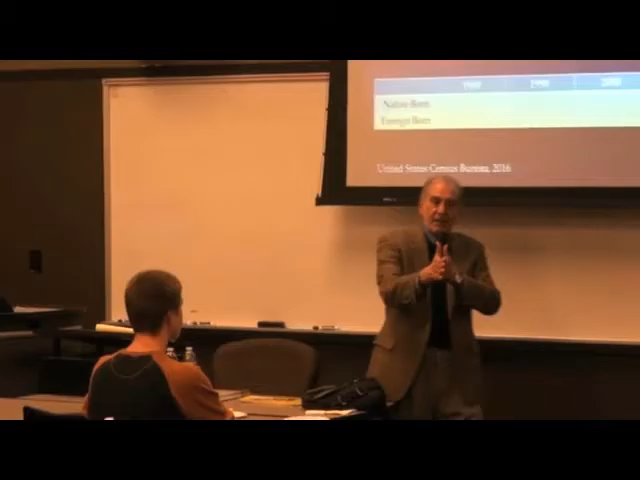 1980 1990 2000
Native-Born
Foreign Born
United States Census Bureau, 2016